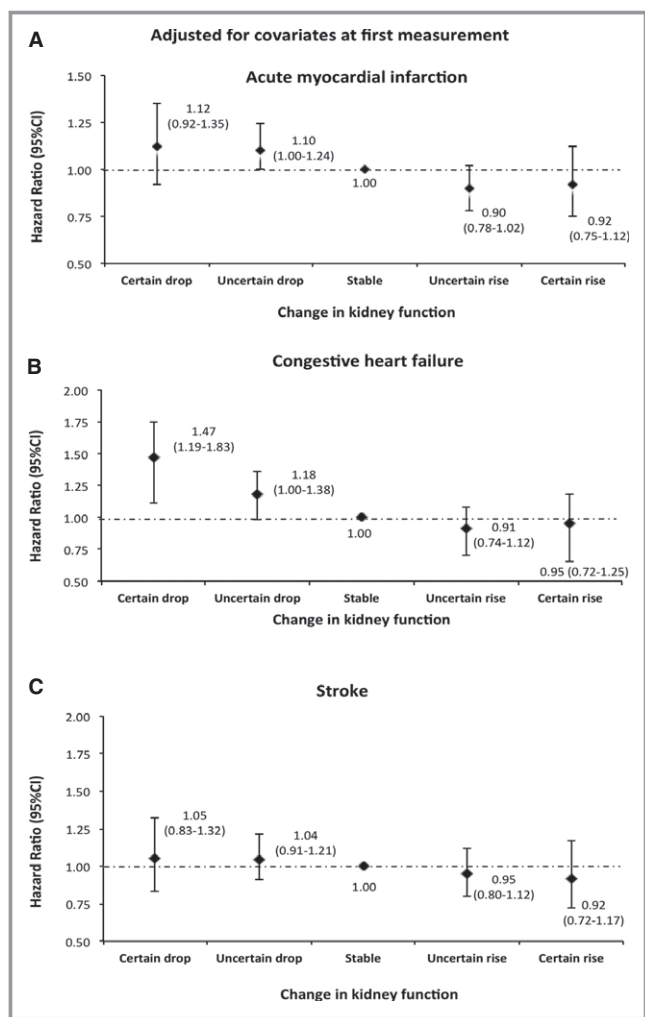 A
Adjusted for covariates at first measurement
Acute myocardial infarction
Hazard Ratio (95%CI)
1.50
1.25
1.00
0.75
0.50
1.12
(0.92-1.35)
1.10
(1.00-1.24)
1.00
0.90
(0.78-1.02)
0.92
(0.75-1.12)
Certain drop Uncertain drop Stable Uncertain rise Certain rise
Change in kidney function
B
Congestive heart failure
Hazard Ratio (95%CI)
2.00
1.75
1.50
1.25
1.00
0.75
0.50
1.47
(1.19-1.83)
1.18
(1.00-1.38)
1.00
0.91
(0.74-1.12)
0.95 (0.72-1.25)
Certain drop Uncertain drop Stable Uncertain rise Certain rise
Change in kidney function
C
Stroke
Hazard Ratio (95%CI)
2.00
1.75
1.50
1.25
1.00
0.75
0.50
1.05
(0.83-1.32)
1.04
(0.91-1.21)
1.00
0.95
(0.80-1.12)
0.92
(0.72-1.17)
Certain drop Uncertain drop Stable Uncertain rise Certain rise
Change in kidney function